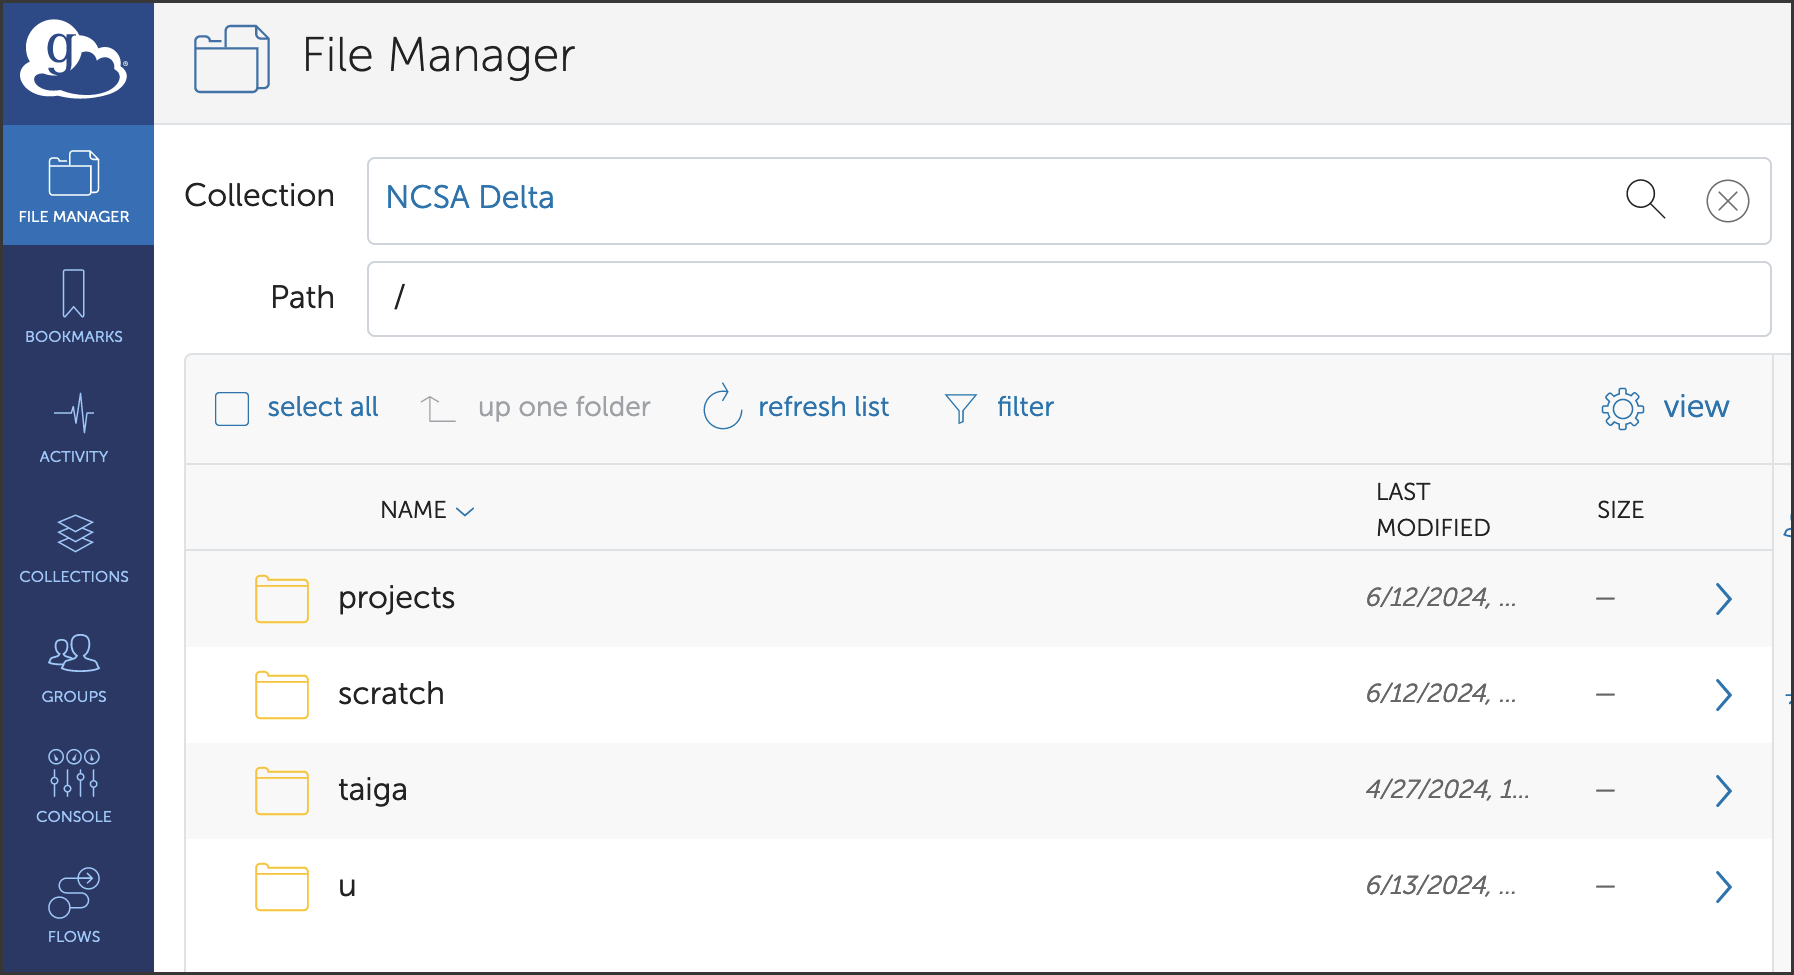 g
File Manager
FILE MANAGER
BOOKMARKS
ACTIVITY
COLLECTIONS
GROUPS
CONSOLE
FLOWS
Collection NCSA Delta
Path /
select all up one folder refresh list filter view
NAME LAST MODIFIED SIZE
projects 6/12/2024, ... —
scratch 6/12/2024, ... —
taiga 4/27/2024, 1... —
u 6/13/2024, ... —